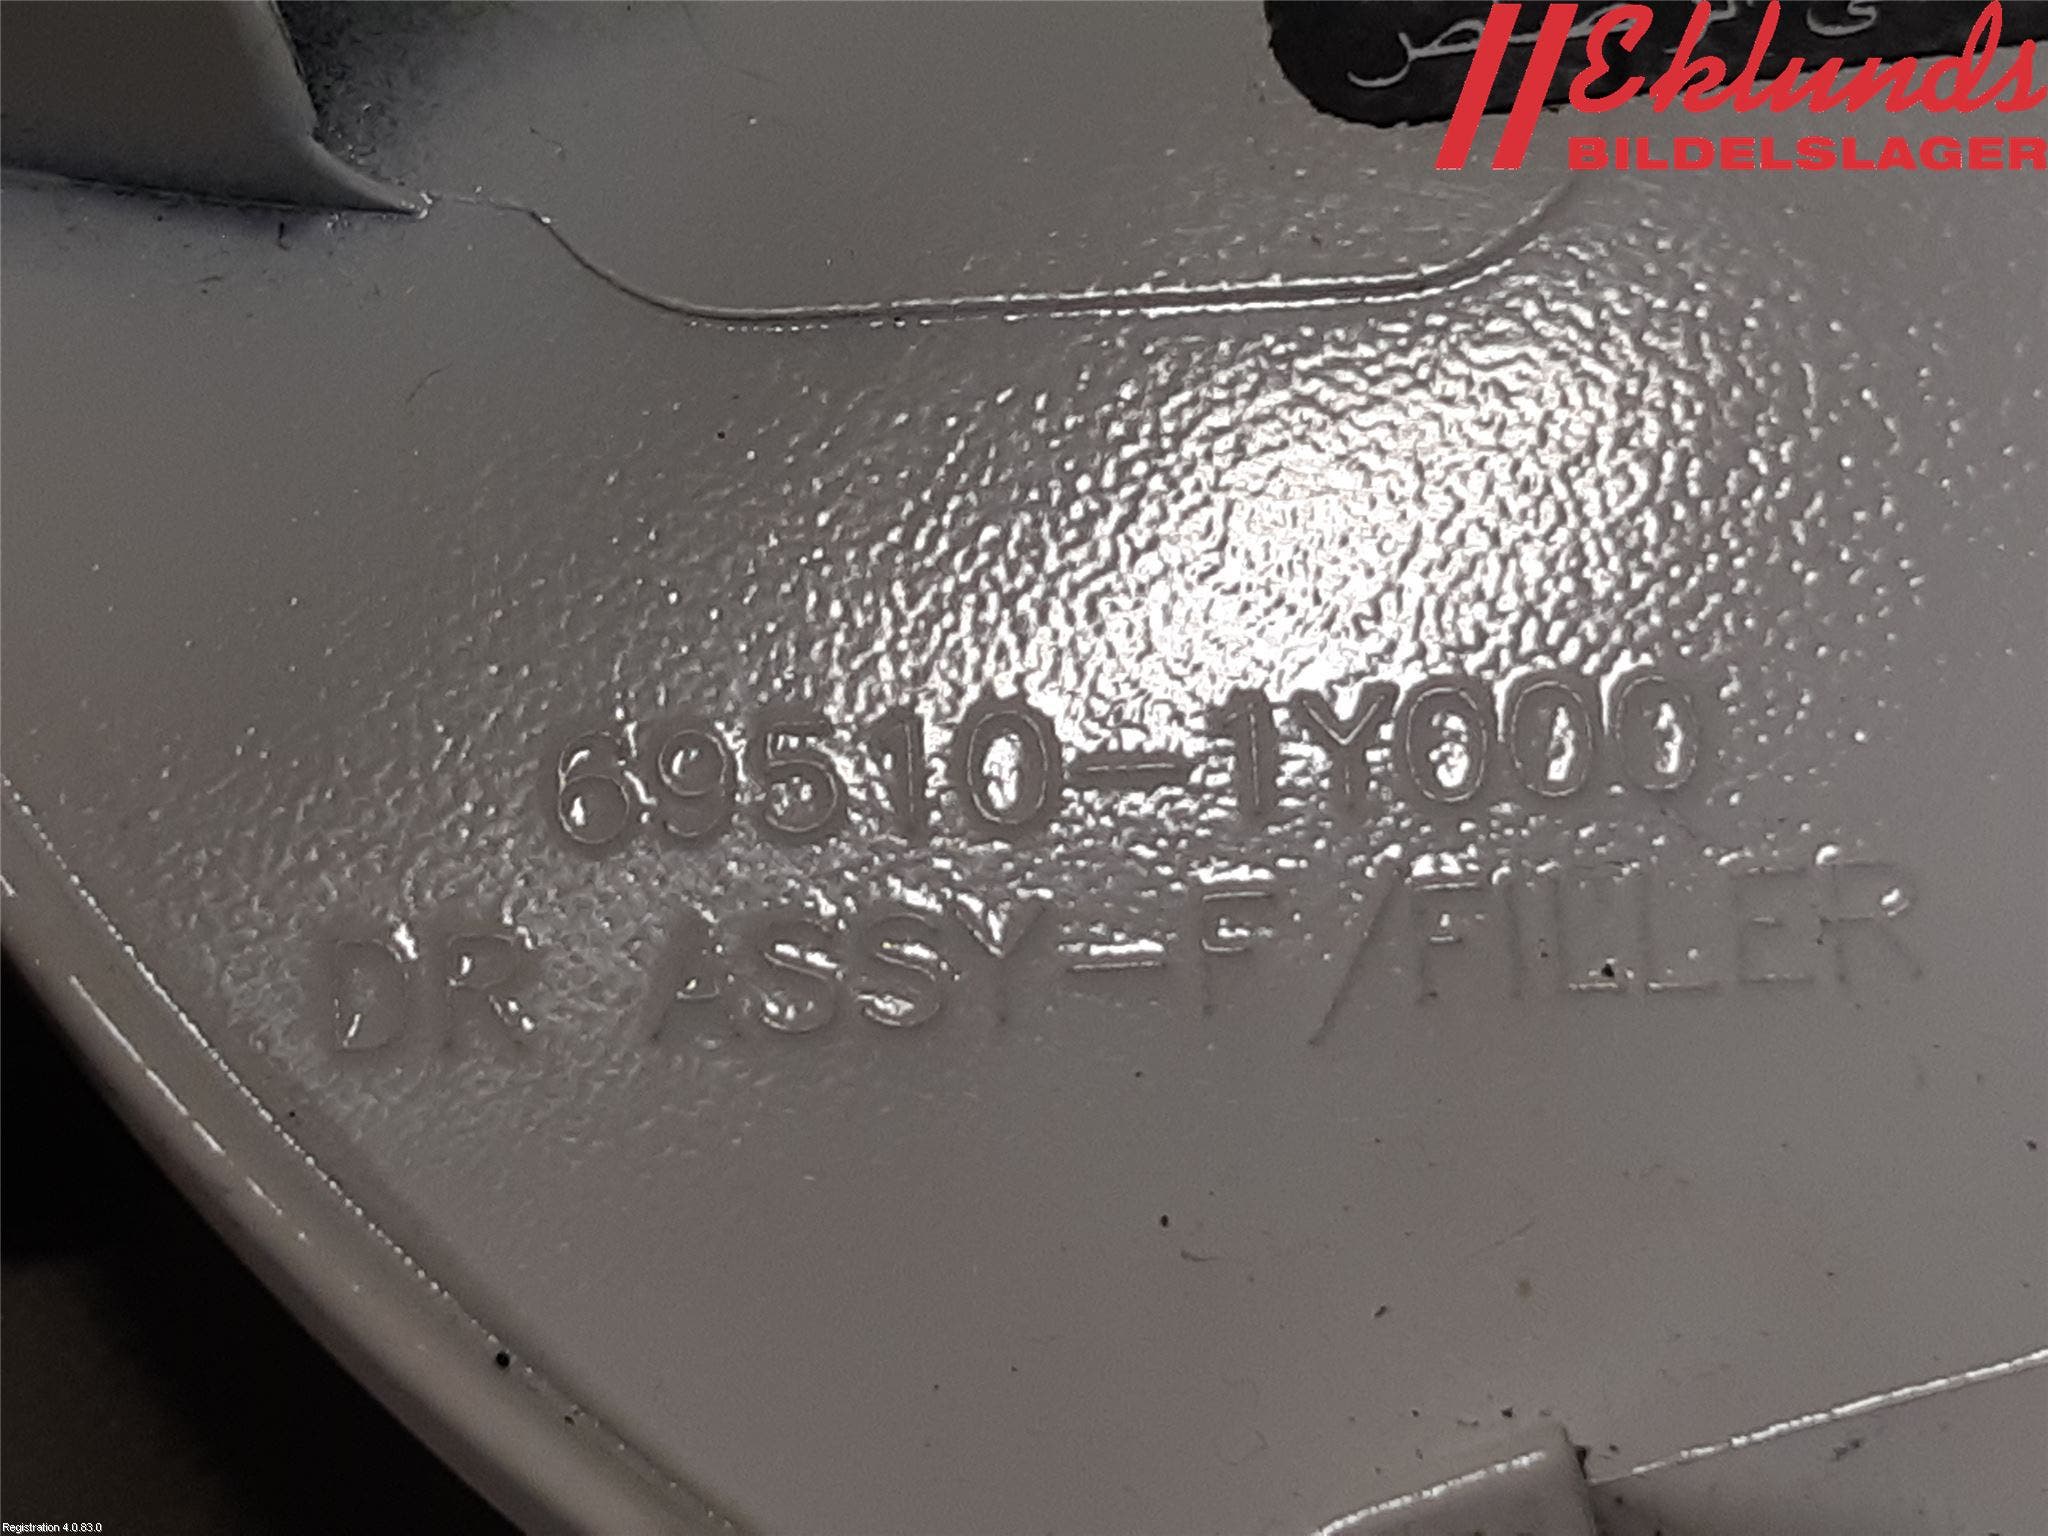 Eklunds
BILDELSLAGER
69510-1Y000
DR ASSY-F/FILLER
Registration 4.0.83.0